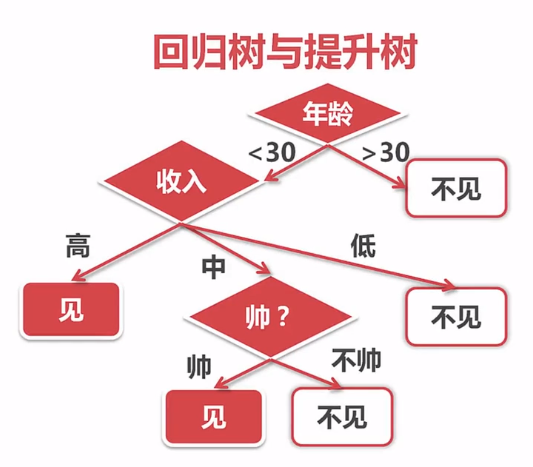 回归树与提升树
年龄
<30
>30
收入
不见
高
中
低
见
帅？
不见
帅
不帅
见
不见